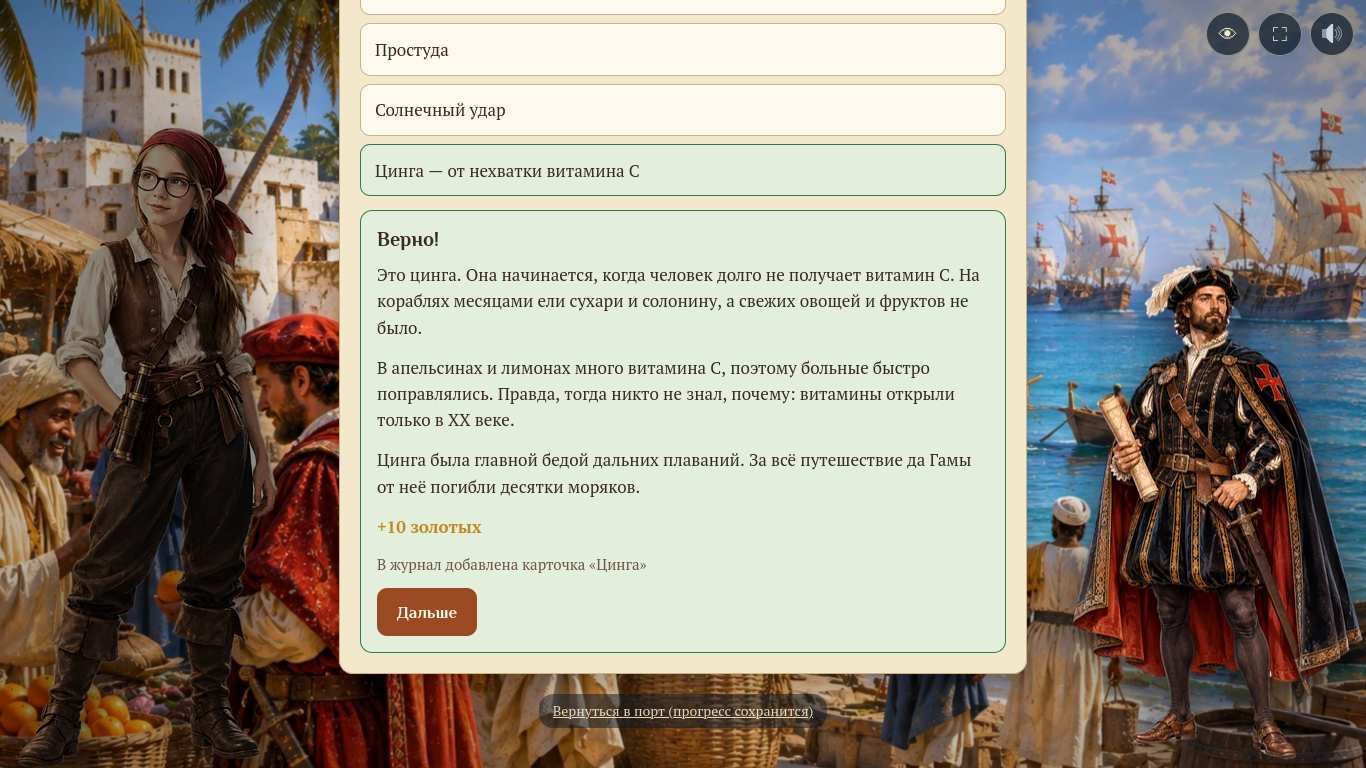 Простуда
Солнечный удар
Цинга — от нехватки витамина С
Верно!
Это цинга. Она начинается, когда человек долго не получает витамин С. На
кораблях месяцами ели сухари и солонину, а свежих овощей и фруктов не
было.
В апельсинах и лимонах много витамина С, поэтому больные быстро
поправлялись. Правда, тогда никто не знал, почему: витамины открыли
только в XX веке.
Цинга была главной бедой дальних плаваний. За всё путешествие да Гамы
от неё погибли десятки моряков.
+10 золотых
В журнал добавлена карточка «Цинга»
Дальше
Вернуться в порт (прогресс сохранится)